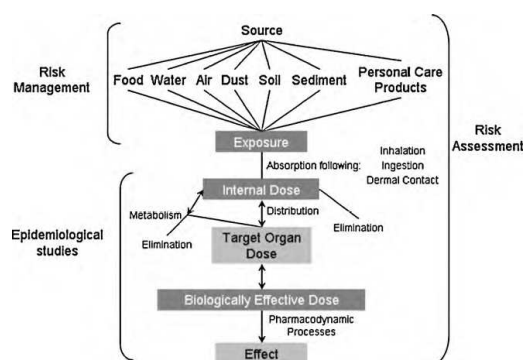 Source
Risk
Management
Food Water Air Dust Soil Sediment
Personal Care
Products
Exposure
Risk
Assessment
Absorption following:
Inhalation
Ingestion
Dermal Contact
Internal Dose
Metabolism
Distribution
Elimination
Elimination
Epidemiological
studies
Target Organ
Dose
Biologically Effective Dose
Pharmacodynamic
Processes
Effect